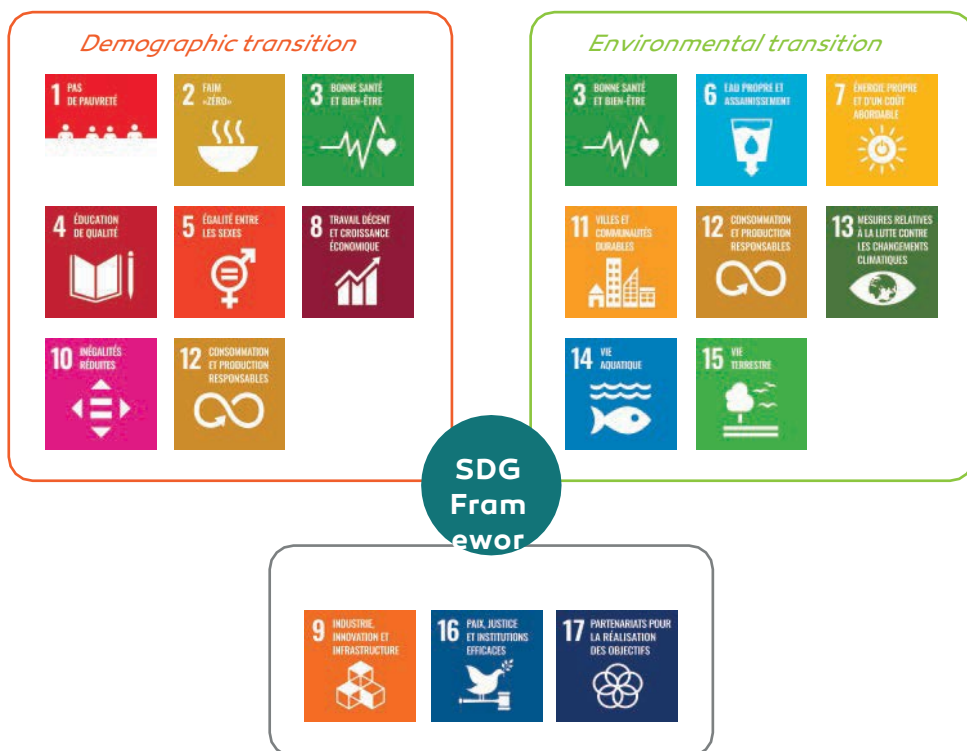 Demographic transition
1 PAS
DE PAUVRETÉ
2 FAIM
«ZÉRO»
3 BONNE SANTÉ
ET BIEN-ÊTRE
4 ÉDUCATION
DE QUALITÉ
5 ÉGALITÉ ENTRE
LES SEXES
8 TRAVAIL DÉCENT
ET CROISSANCE
ÉCONOMIQUE
10 INÉGALITÉS
RÉDUITES
12 CONSOMMATION
ET PRODUCTION
RESPONSABLES
Environmental transition
3 BONNE SANTÉ
ET BIEN-ÊTRE
6 EAU PROPRE ET
ASSAINISSEMENT
7 ÉNERGIE PROPRE
ET D'UN COÛT
ABORDABLE
11 VILLES ET
COMMUNAUTÉS
DURABLES
12 CONSOMMATION
ET PRODUCTION
RESPONSABLES
13 MESURES RELATIVES
À LA LUTTE CONTRE
LES CHANGEMENTS
CLIMATIQUES
14 VIE
AQUATIQUE
15 VIE
TERRESTRE
SDG
Fram
ewor
9 INDUSTRIE,
INNOVATION ET
INFRASTRUCTURE
16 PAIX, JUSTICE
ET INSTITUTIONS
EFFICACES
17 PARTENARIATS POUR
LA RÉALISATION
DES OBJECTIFS